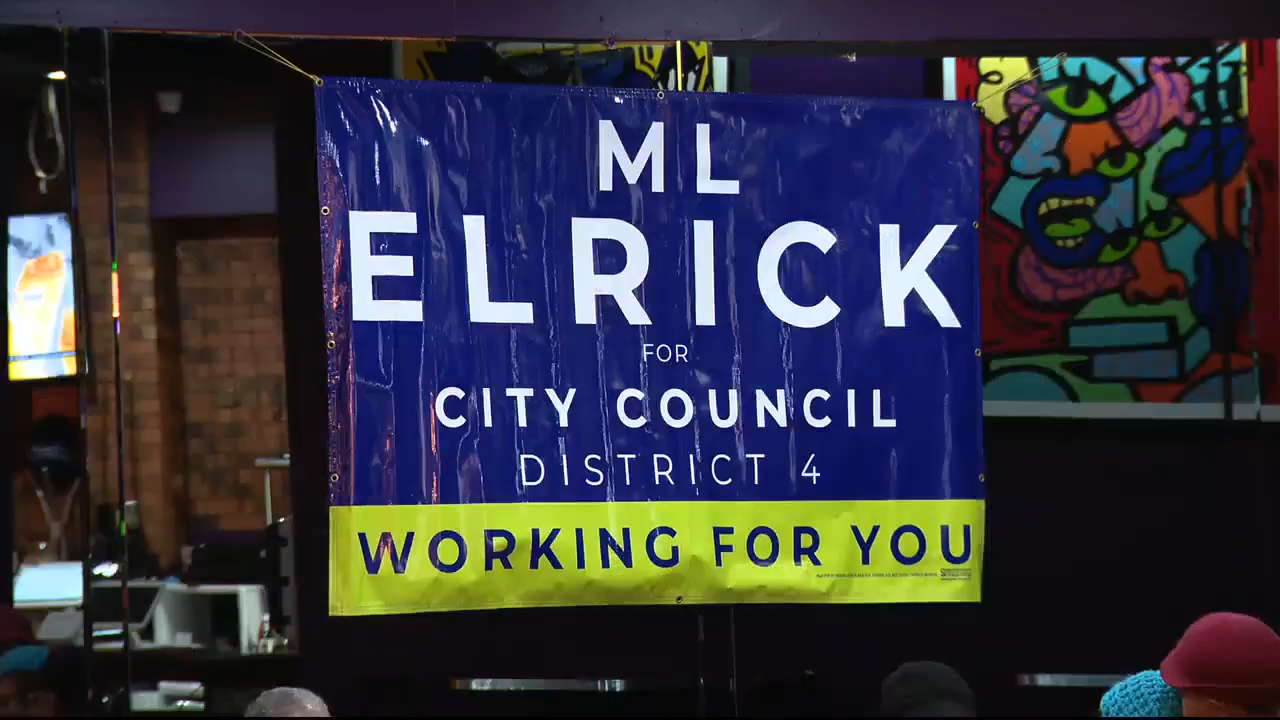 ML
ELRICK
FOR
CITY COUNCIL
DISTRICT 4
WORKING FOR YOU